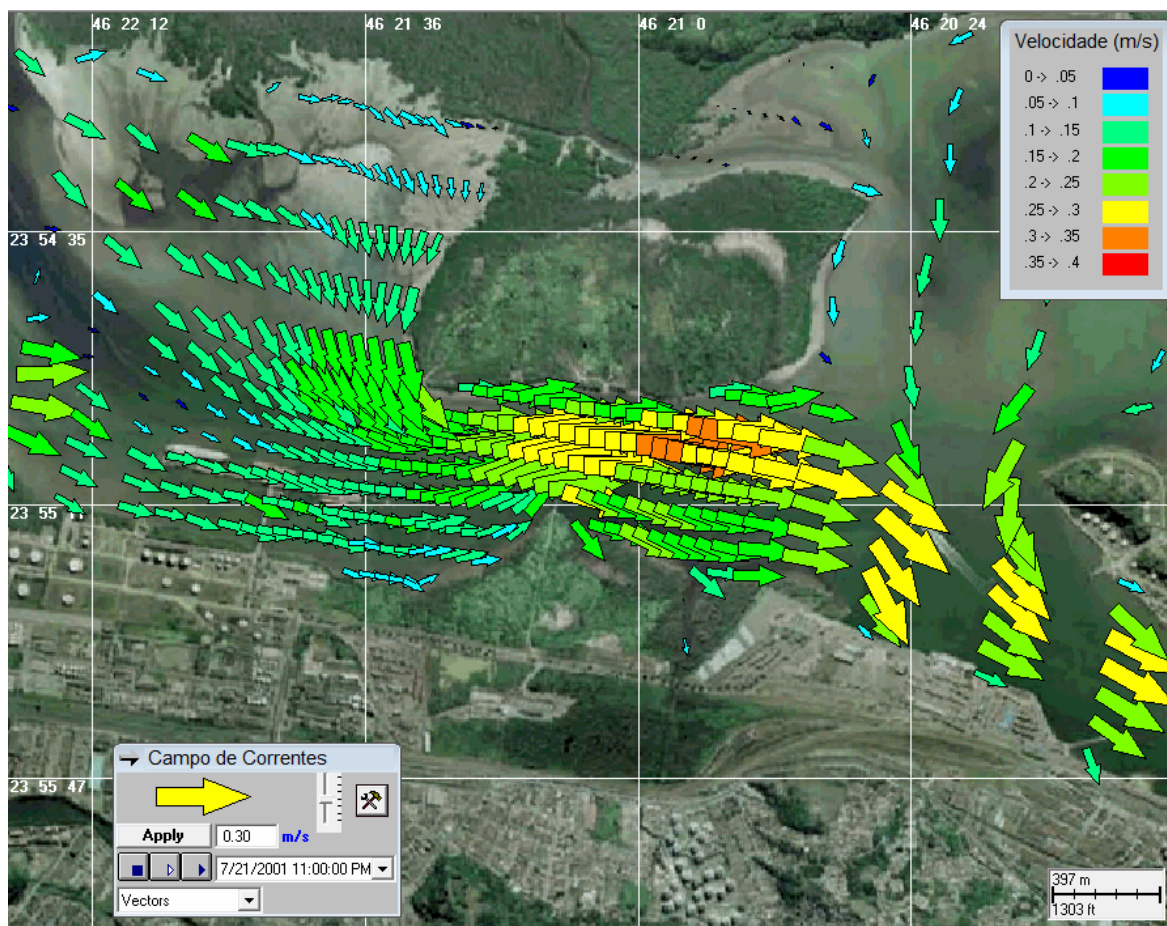 46 22 12
46 21 36
46 21 0
46 20 24
Velocidade (m/s)
0 -> .05
.05 -> .1
.1 -> .15
.15 -> .2
.2 -> .25
.25 -> .3
.3 -> .35
.35 -> .4
23 54 35
23 55
23 55 47
Campo de Correntes
Apply
0.30
m/s
7/21/2001 11:00:00 PM
Vectors
397 m
1303 ft